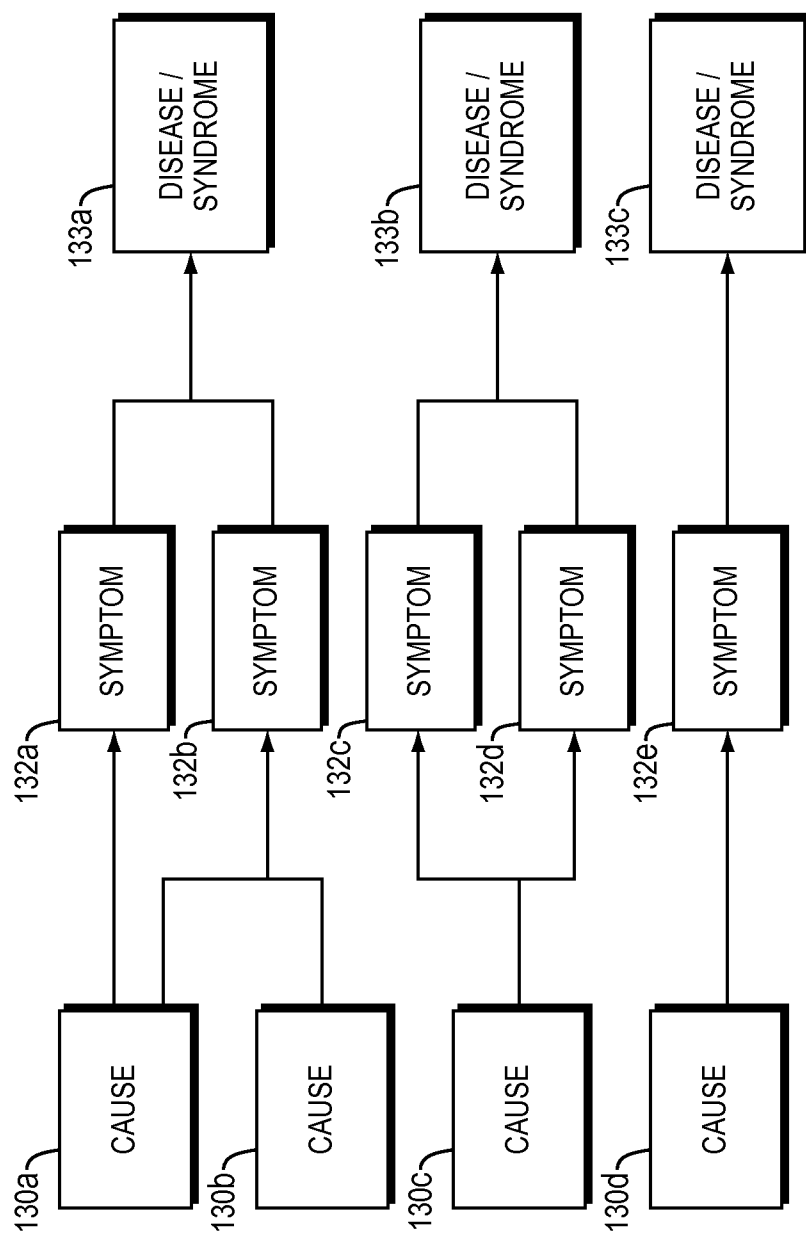 130a
CAUSE
130b
CAUSE
130c
CAUSE
130d
CAUSE
132a
SYMPTOM
132b
SYMPTOM
132c
SYMPTOM
132d
SYMPTOM
132e
SYMPTOM
133a
DISEASE /
SYNDROME
133b
DISEASE /
SYNDROME
133c
DISEASE /
SYNDROME